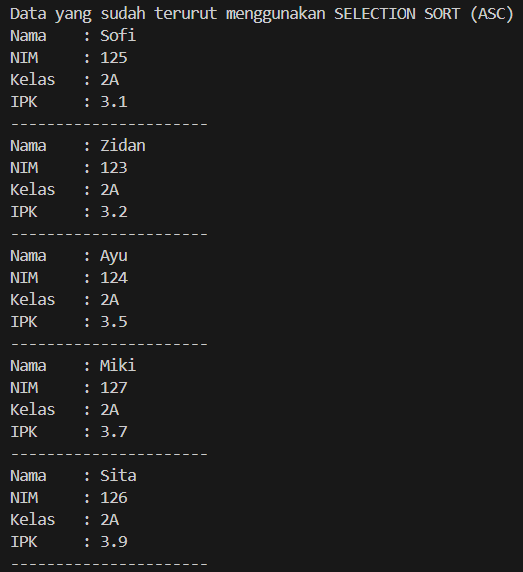 Data yang sudah terurut menggunakan SELECTION SORT (ASC)
Nama    : Sofi
NIM     : 125
Kelas   : 2A
IPK     : 3.1
----------------------
Nama    : Zidan
NIM     : 123
Kelas   : 2A
IPK     : 3.2
----------------------
Nama    : Ayu
NIM     : 124
Kelas   : 2A
IPK     : 3.5
----------------------
Nama    : Miki
NIM     : 127
Kelas   : 2A
IPK     : 3.7
----------------------
Nama    : Sita
NIM     : 126
Kelas   : 2A
IPK     : 3.9
----------------------